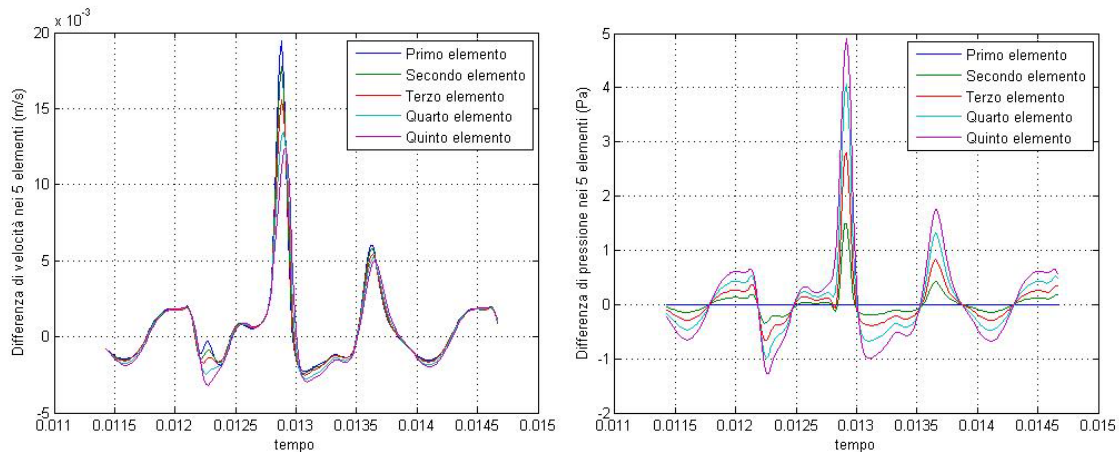 x 10⁻³
20
15
10
5
0
-5
Differenza di velocità nei 5 elementi (m/s)
Primo elemento
Secondo elemento
Terzo elemento
Quarto elemento
Quinto elemento
0.011 0.0115 0.012 0.0125 0.013 0.0135 0.014 0.0145 0.015
tempo
5
4
3
2
1
0
-1
-2
Differenza di pressione nei 5 elementi (Pa)
Primo elemento
Secondo elemento
Terzo elemento
Quarto elemento
Quinto elemento
0.011 0.0115 0.012 0.0125 0.013 0.0135 0.014 0.0145 0.015
tempo